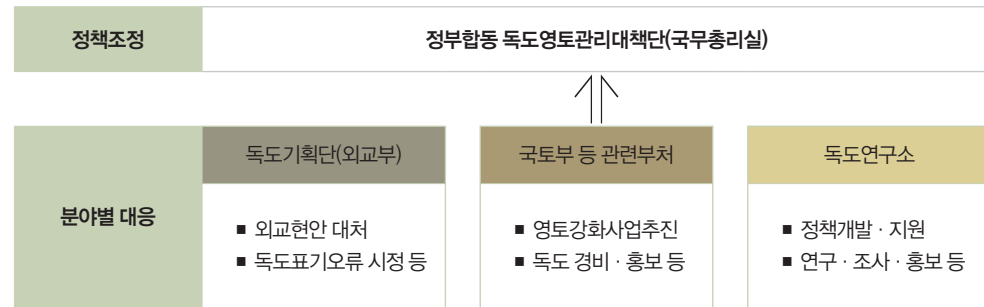 정책조정
정부합동 독도영토관리대책단(국무총리실)
분야별 대응
독도기획단(외교부)
■ 외교현안 대처
■ 독도표기오류 시정 등
국토부 등 관련부처
■ 영토강화사업추진
■ 독도 경비 · 홍보 등
독도연구소
■ 정책개발 · 지원
■ 연구 · 조사 · 홍보 등